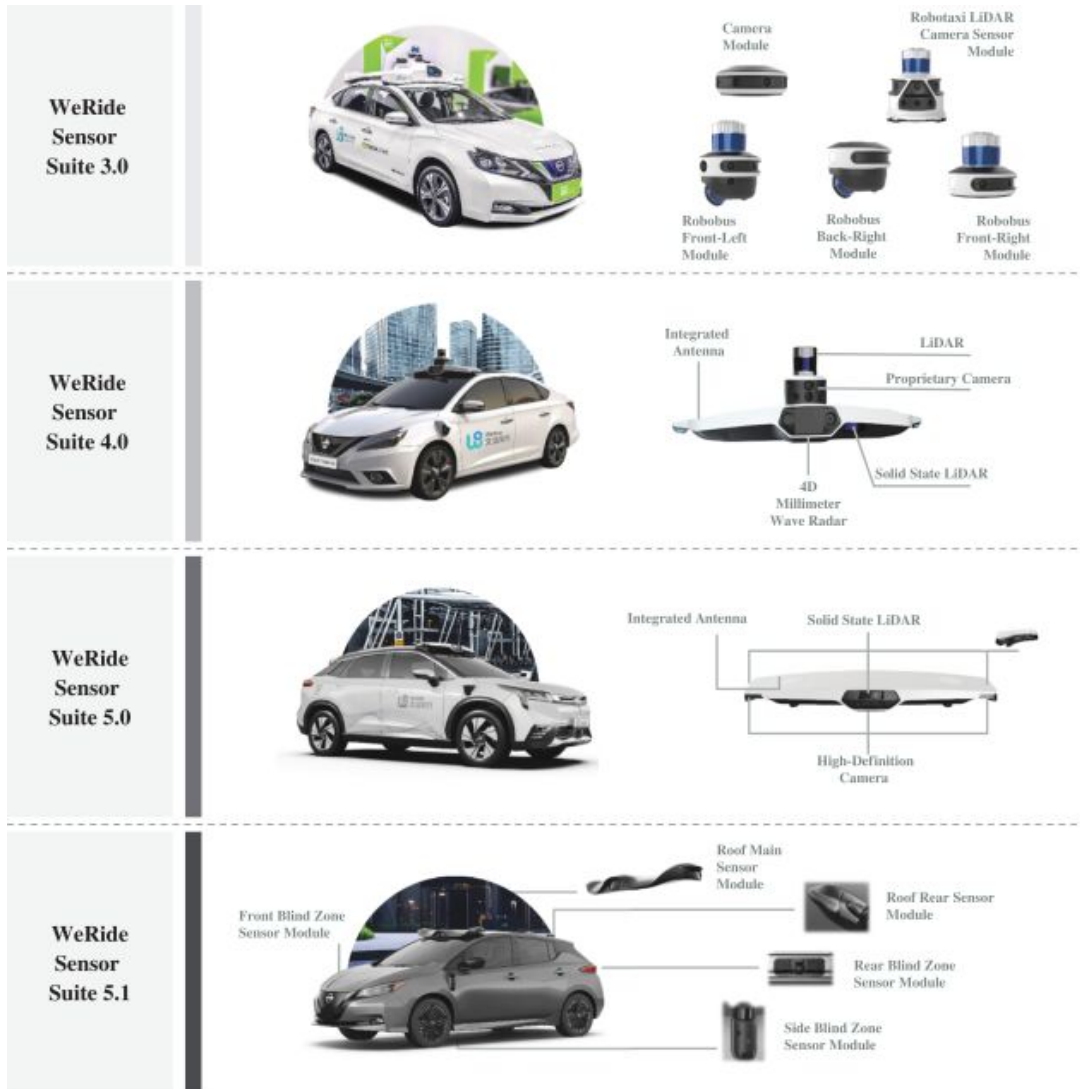 WeRide
Sensor
Suite 3.0
Camera
Module
Robotaxi LiDAR
Camera Sensor
Module
Robobus
Front-Left
Module
Robobus
Back-Right
Module
Robobus
Front-Right
Module
WeRide
Sensor
Suite 4.0
Integrated
Antenna
LiDAR
Proprietary Camera
Solid State LiDAR
4D
Millimeter
Wave Radar
WeRide
Sensor
Suite 5.0
Integrated Antenna
Solid State LiDAR
High-Definition
Camera
WeRide
Sensor
Suite 5.1
Roof Main
Sensor
Module
Front Blind Zone
Sensor Module
Roof Rear Sensor
Module
Rear Blind Zone
Sensor Module
Side Blind Zone
Sensor Module